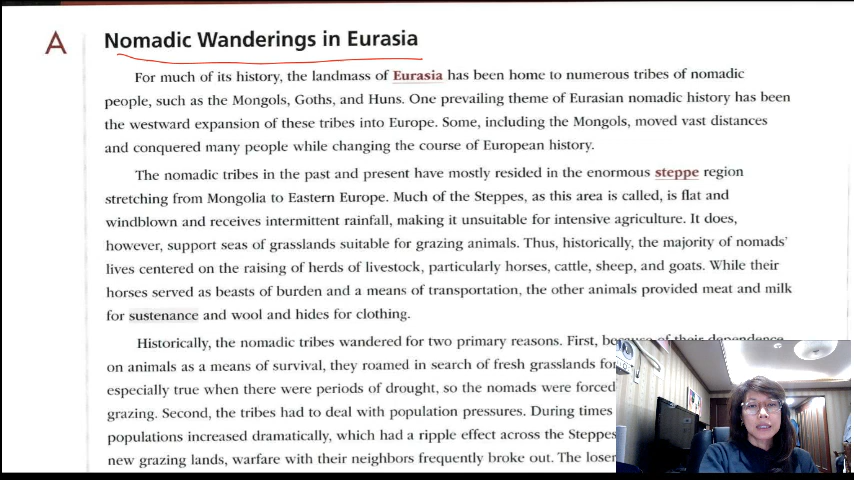 A
Nomadic Wanderings in Eurasia
For much of its history, the landmass of Eurasia has been home to numerous tribes of nomadic
people, such as the Mongols, Goths, and Huns. One prevailing theme of Eurasian nomadic history has been
the westward expansion of these tribes into Europe. Some, including the Mongols, moved vast distances
and conquered many people while changing the course of European history.
The nomadic tribes in the past and present have mostly resided in the enormous steppe region
stretching from Mongolia to Eastern Europe. Much of the Steppes, as this area is called, is flat and
windblown and receives intermittent rainfall, making it unsuitable for intensive agriculture. It does,
however, support seas of grasslands suitable for grazing animals. Thus, historically, the majority of nomads'
lives centered on the raising of herds of livestock, particularly horses, cattle, sheep, and goats. While their
horses served as beasts of burden and a means of transportation, the other animals provided meat and milk
for sustenance and wool and hides for clothing.
Historically, the nomadic tribes wandered for two primary reasons. First, because of their dependence
on animals as a means of survival, they roamed in search of fresh grasslands for
especially true when there were periods of drought, so the nomads were forced
grazing. Second, the tribes had to deal with population pressures. During times
populations increased dramatically, which had a ripple effect across the Steppes
new grazing lands, warfare with their neighbors frequently broke out. The